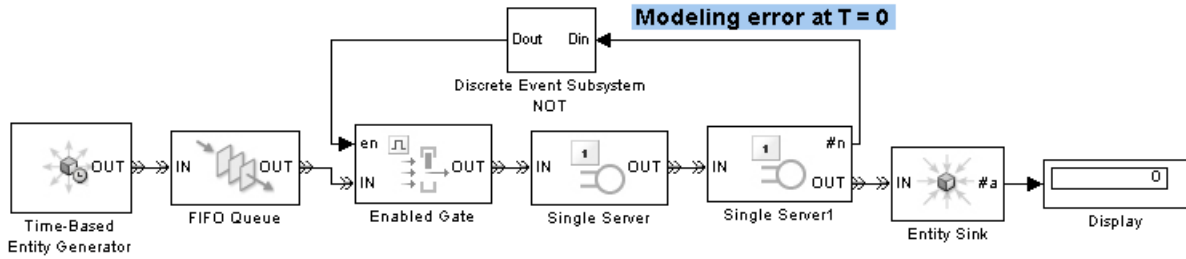 Modeling error at T = 0
Dout Din
Discrete Event Subsystem
NOT
OUT
Time-Based
Entity Generator
IN OUT
FIFO Queue
en
IN
OUT
Enabled Gate
1
IN OUT
Single Server
1
IN
#n
OUT
Single Server1
IN #a
Entity Sink
0
Display